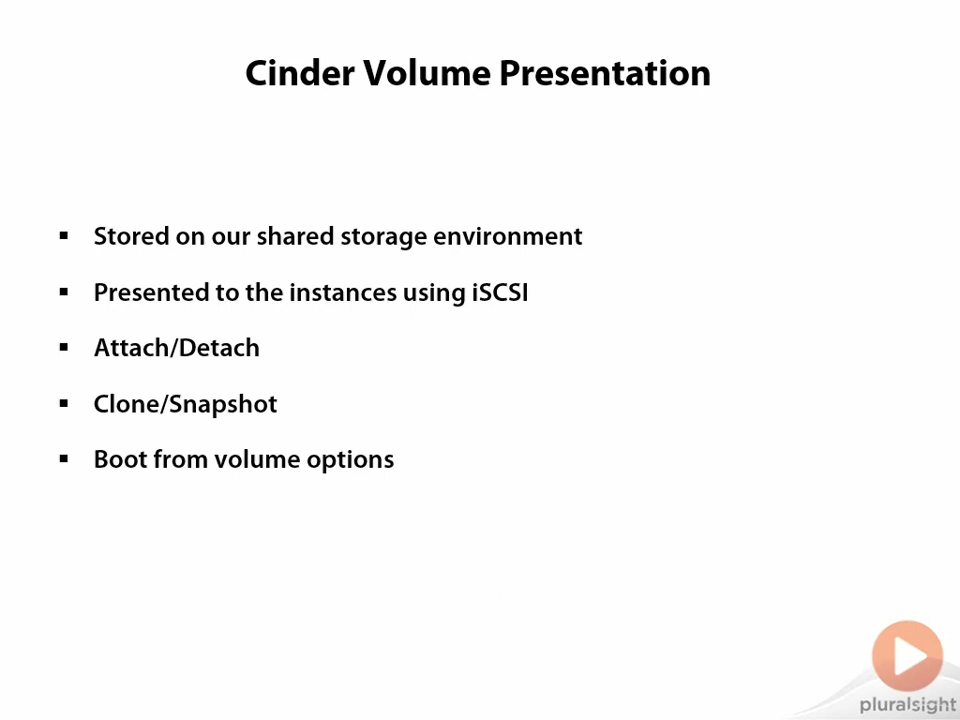 Cinder Volume Presentation
▪ Stored on our shared storage environment
▪ Presented to the instances using iSCSI
▪ Attach/Detach
▪ Clone/Snapshot
▪ Boot from volume options
pluralsight